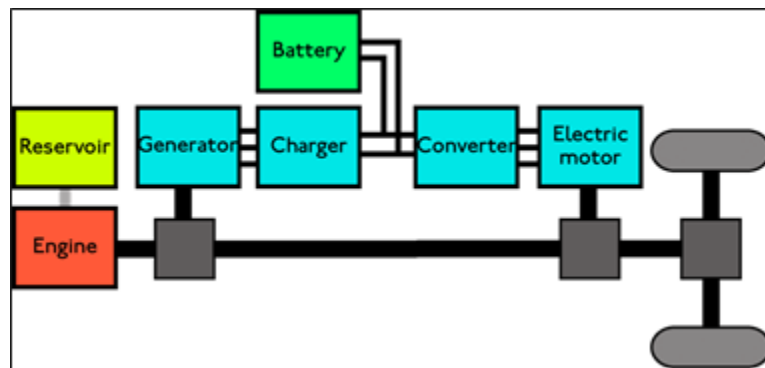 Battery
Reservoir
Generator
Charger
Converter
Electric
motor
Engine